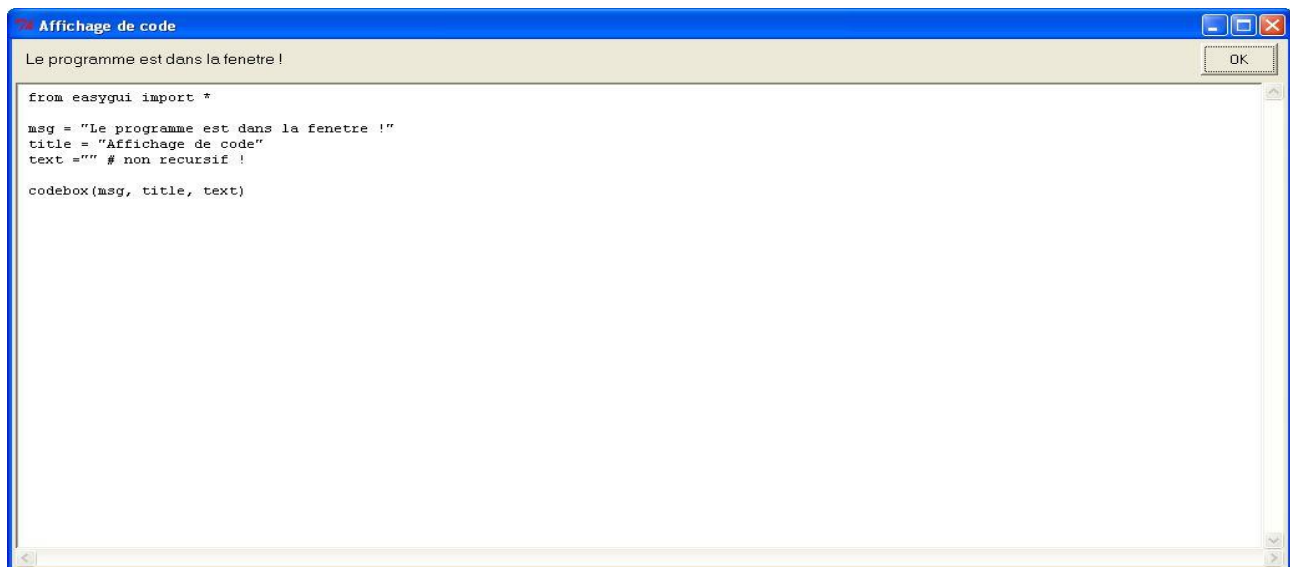 Affichage de code
Le programme est dans la fenetre !
OK
from easygui import *
msg = "Le programme est dans la fenetre !"
title = "Affichage de code"
text ="" # non recursif !
codebox(msg, title, text)